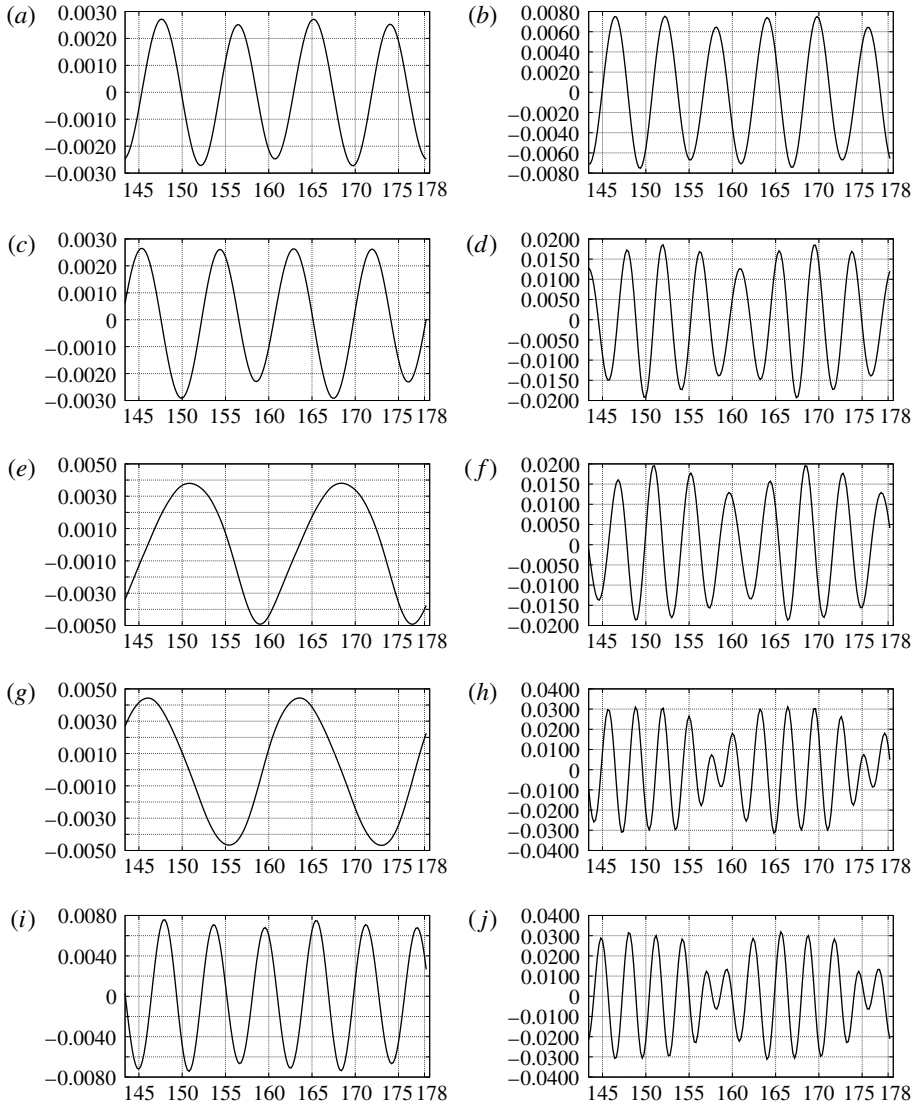 (a) 0.0030 0.0020 0.0010 0 −0.0010 −0.0020 −0.0030
145 150 155 160 165 170 175 178
(b) 0.0080 0.0060 0.0040 0.0020 0 −0.0020 −0.0040 −0.0060 −0.0080
145 150 155 160 165 170 175 178
(c) 0.0030 0.0020 0.0010 0 −0.0010 −0.0020 −0.0030
145 150 155 160 165 170 175 178
(d) 0.0200 0.0150 0.0100 0.0050 0 −0.0050 −0.0100 −0.0150 −0.0200
145 150 155 160 165 170 175 178
(e) 0.0050 0.0030 0.0010 −0.0010 −0.0030 −0.0050
145 150 155 160 165 170 175 178
(f) 0.0200 0.0150 0.0100 0.0050 0 −0.0050 −0.0100 −0.0150 −0.0200
145 150 155 160 165 170 175 178
(g) 0.0050 0.0030 0.0010 −0.0010 −0.0030 −0.0050
145 150 155 160 165 170 175 178
(h) 0.0400 0.0300 0.0200 0.0100 0 −0.0100 −0.0200 −0.0300 −0.0400
145 150 155 160 165 170 175 178
(i) 0.0080 0.0040 0 −0.0040 −0.0080
145 150 155 160 165 170 175 178
(j) 0.0400 0.0300 0.0200 0.0100 0 −0.0100 −0.0200 −0.0300 −0.0400
145 150 155 160 165 170 175 178